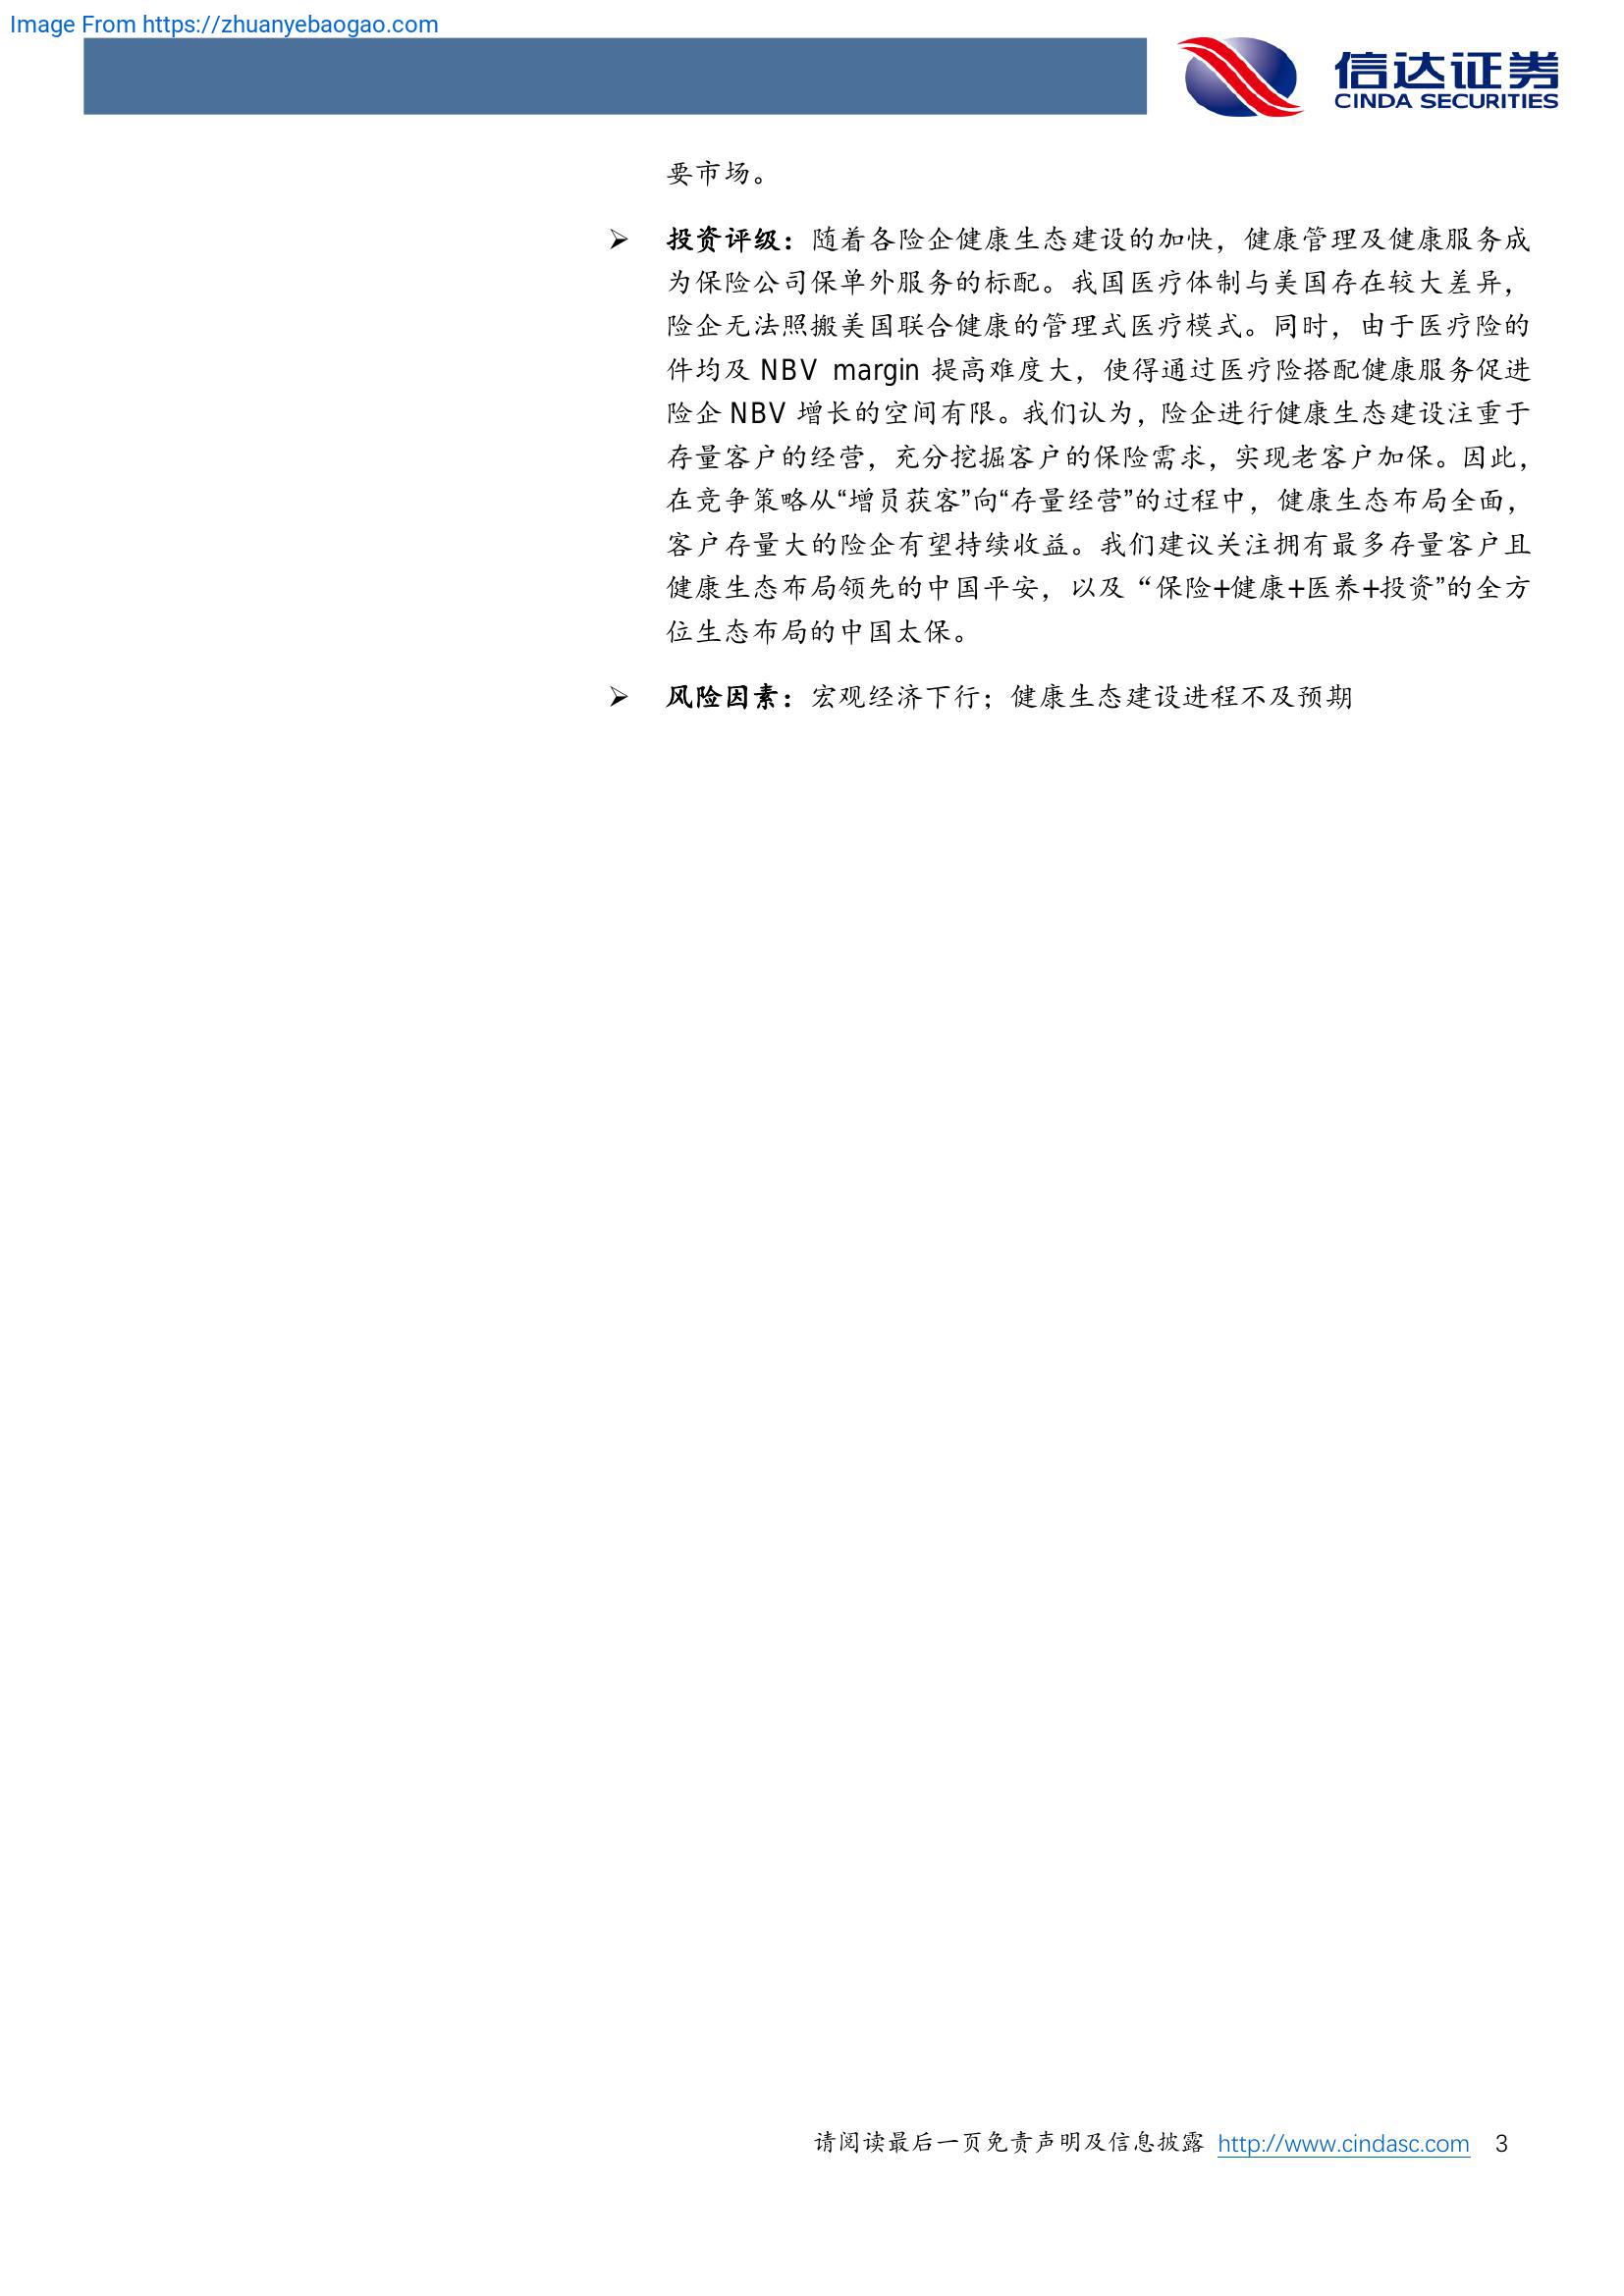 Image From https://zhuanyebaogao.com
信达证券
CINDA SECURITIES
要市场。
➢ 投资评级：随着各险企健康生态建设的加快，健康管理及健康服务成
为保险公司保单外服务的标配。我国医疗体制与美国存在较大差异，
险企无法照搬美国联合健康的管理式医疗模式。同时，由于医疗险的
件均及 NBV margin 提高难度大，使得通过医疗险搭配健康服务促进
险企 NBV 增长的空间有限。我们认为，险企进行健康生态建设注重于
存量客户的经营，充分挖掘客户的保险需求，实现老客户加保。因此，
在竞争策略从“增员获客”向“存量经营”的过程中，健康生态布局全面，
客户存量大的险企有望持续收益。我们建议关注拥有最多存量客户且
健康生态布局领先的中国平安，以及“保险+健康+医养+投资”的全方
位生态布局的中国太保。
➢ 风险因素：宏观经济下行；健康生态建设进程不及预期
请阅读最后一页免责声明及信息披露 http://www.cindasc.com 3